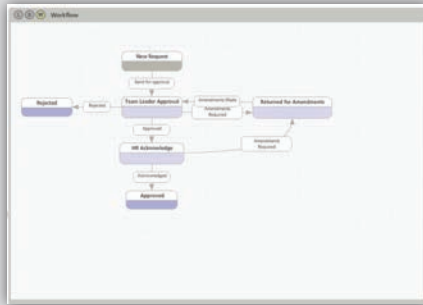 Workflow
New Request
Send for approval
Rejected
Rejected
Team Leader Approval
Amendments Made
Amendments
Required
Returned for Amendments
Approved
HR Acknowledge
Amendments
Required
Acknowledged
Approved